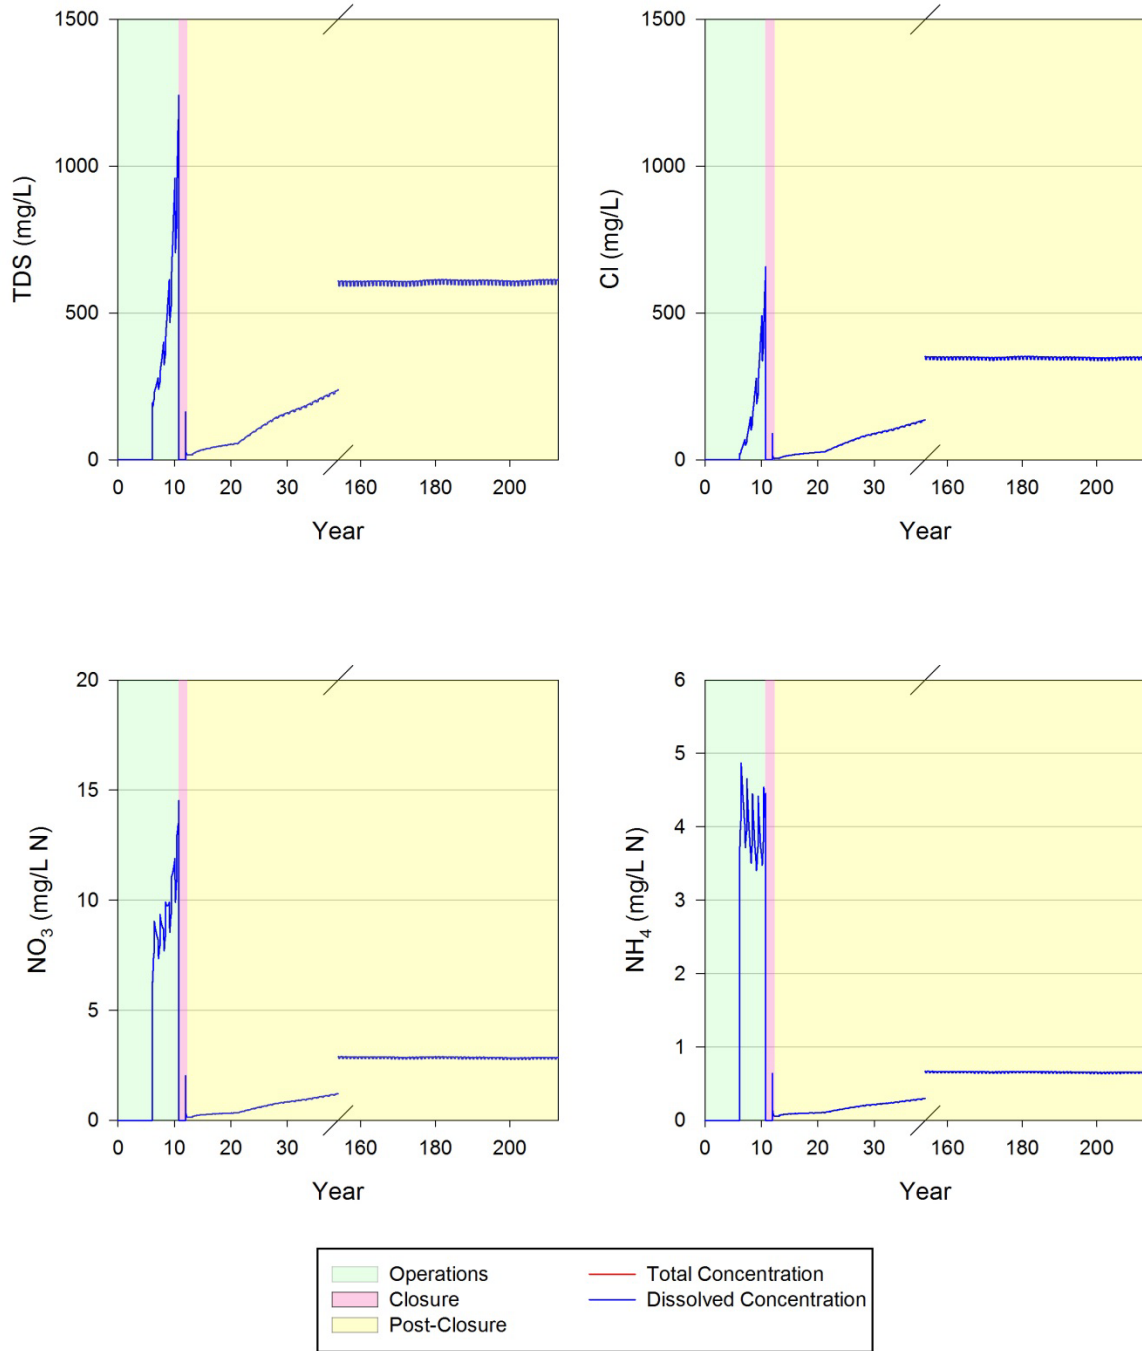 1500
1000
500
0
TDS (mg/L)
0 10 20 30 160 180 200
Year
1500
1000
500
0
Cl (mg/L)
0 10 20 30 160 180 200
Year
20
15
10
5
0
NO3 (mg/L N)
0 10 20 30 160 180 200
Year
6
5
4
3
2
1
0
NH4 (mg/L N)
0 10 20 30 160 180 200
Year
Operations
Closure
Post-Closure
Total Concentration
Dissolved Concentration